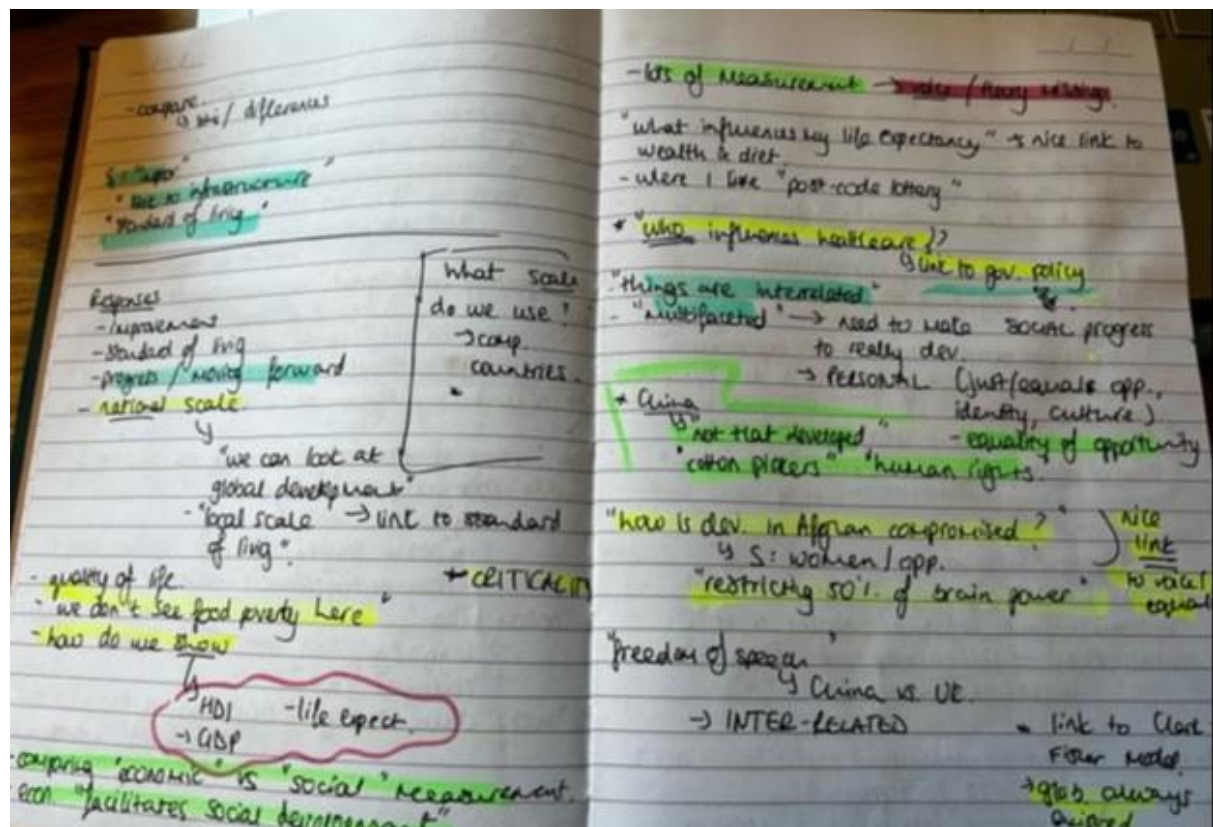 - compare.
↳ / differences
"link to infrastructure"
"standard of living"
Responses
- improvement
- standard of living
- progress / moving forward
- national scale
"we can look at
global development"
- "local scale → link to standard
of living".
What scale
do we use?
→ comp.
countries.
- quality of life.
- "we don't see food poverty here"
- how do we show
* CRITICALITY
↳ HDI - life expect.
→ GDP
- comparing "economic" vs "social" measurement.
- econ. "facilitates social development"
- lots of measurement → voice / missing.
"what influences my life expectancy" → nice link to
wealth & diet.
- where I live "post-code lottery"
* "who influences healthcare"?
↳ link to gov. policy
"things are interrelated"
- "multifaceted" → need to make social progress
to really dev.
→ PERSONAL (just/equals opp.,
identity, culture)
* China
↳ "not that developed,"
- equality of opportunity
"cotton pickers" "human rights."
"how is dev. in Afghan compromised?"
↳ S: women / opp.
"restricting 50% of brain power"
nice
link
to voice/
equal
"freedom of speech"
↳ China vs. UK.
→ INTER-RELATED
link to Clark
Fisher Model.
→ always